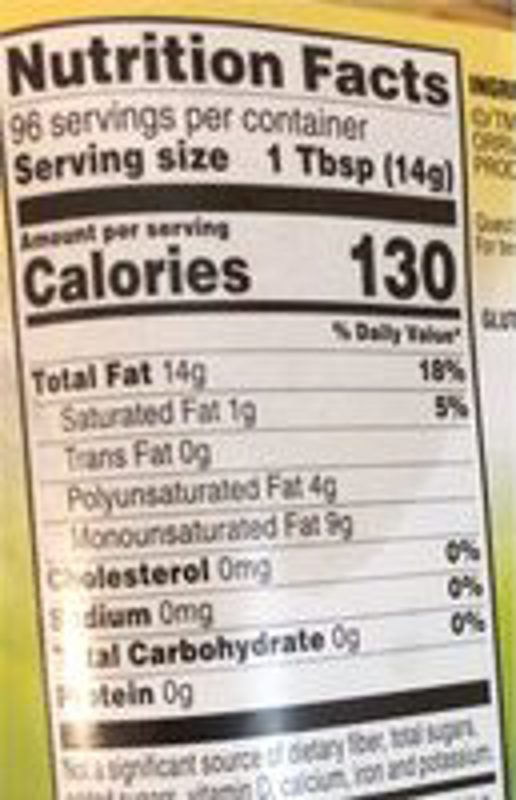 Nutrition Facts
96 servings per container
Serving size 1 Tbsp (14g)
Amount per serving
Calories 130
% Daily Value*
Total Fat 14g 18%
Saturated Fat 1g 5%
Trans Fat 0g
Polyunsaturated Fat 4g
Monounsaturated Fat 9g
Cholesterol 0mg 0%
Sodium 0mg 0%
Total Carbohydrate 0g 0%
Protein 0g
Not a significant source of dietary fiber, total sugars,
added sugars, vitamin D, calcium, iron and potassium.